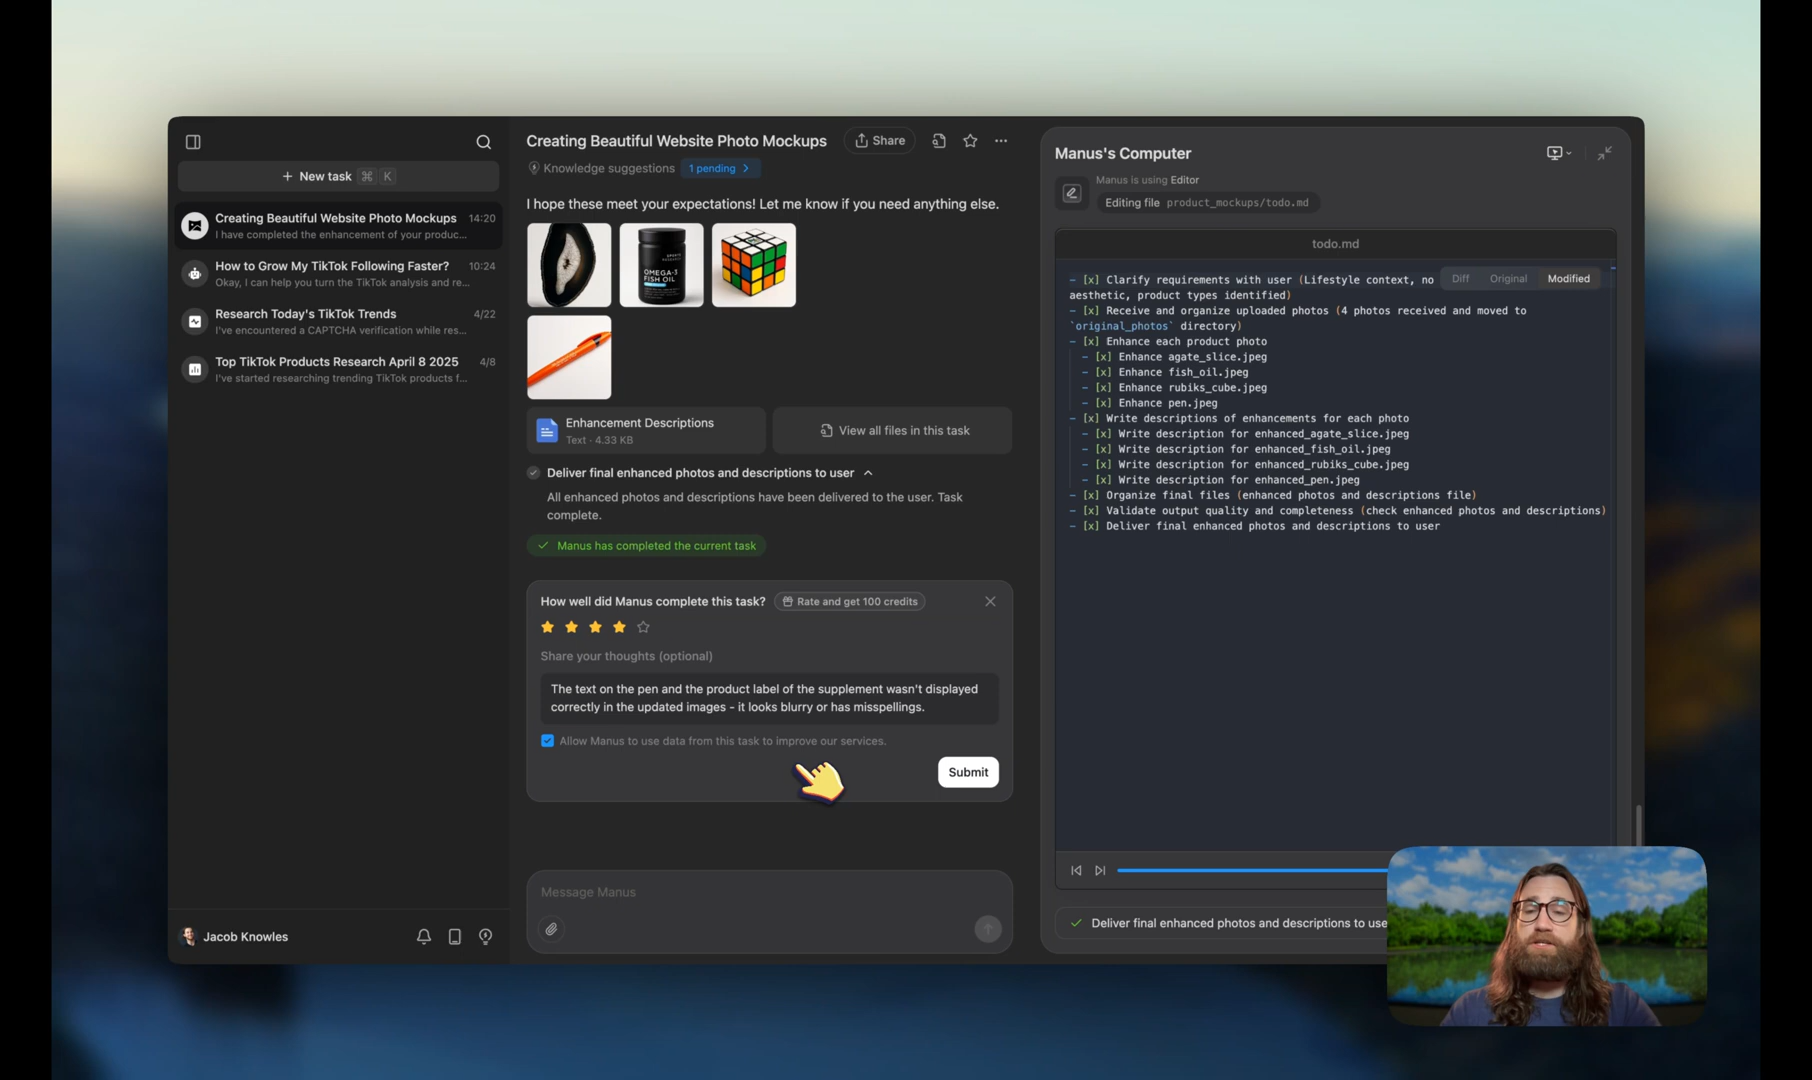 New task ⌘ K
Creating Beautiful Website Photo Mockups 14:20
I have completed the enhancement of your produc...
How to Grow My TikTok Following Faster? 10:24
Okay, I can help you turn the TikTok analysis and re...
Research Today's TikTok Trends 4/22
I've encountered a CAPTCHA verification while res...
Top TikTok Products Research April 8 2025 4/8
I've started researching trending TikTok products f...
Jacob Knowles
Creating Beautiful Website Photo Mockups
Share
Knowledge suggestions
1 pending
I hope these meet your expectations! Let me know if you need anything else.
SPORTS
RESEARCH
OMEGA-3
FISH OIL
Enhancement Descriptions
Text · 4.33 KB
View all files in this task
Deliver final enhanced photos and descriptions to user
All enhanced photos and descriptions have been delivered to the user. Task
complete.
Manus has completed the current task
How well did Manus complete this task?
Rate and get 100 credits
Share your thoughts (optional)
The text on the pen and the product label of the supplement wasn't displayed
correctly in the updated images - it looks blurry or has misspellings.
Allow Manus to use data from this task to improve our services.
Submit
Message Manus
Manus's Computer
Manus is using Editor
Editing file product_mockups/todo.md
todo.md
Diff Original Modified
- [x] Clarify requirements with user (Lifestyle context, no
aesthetic, product types identified)
- [x] Receive and organize uploaded photos (4 photos received and moved to
`original_photos` directory)
- [x] Enhance each product photo
- [x] Enhance agate_slice.jpeg
- [x] Enhance fish_oil.jpeg
- [x] Enhance rubiks_cube.jpeg
- [x] Enhance pen.jpeg
- [x] Write descriptions of enhancements for each photo
- [x] Write description for enhanced_agate_slice.jpeg
- [x] Write description for enhanced_fish_oil.jpeg
- [x] Write description for enhanced_rubiks_cube.jpeg
- [x] Write description for enhanced_pen.jpeg
- [x] Organize final files (enhanced photos and descriptions file)
- [x] Validate output quality and completeness (check enhanced photos and descriptions)
- [x] Deliver final enhanced photos and descriptions to user
Deliver final enhanced photos and descriptions to use